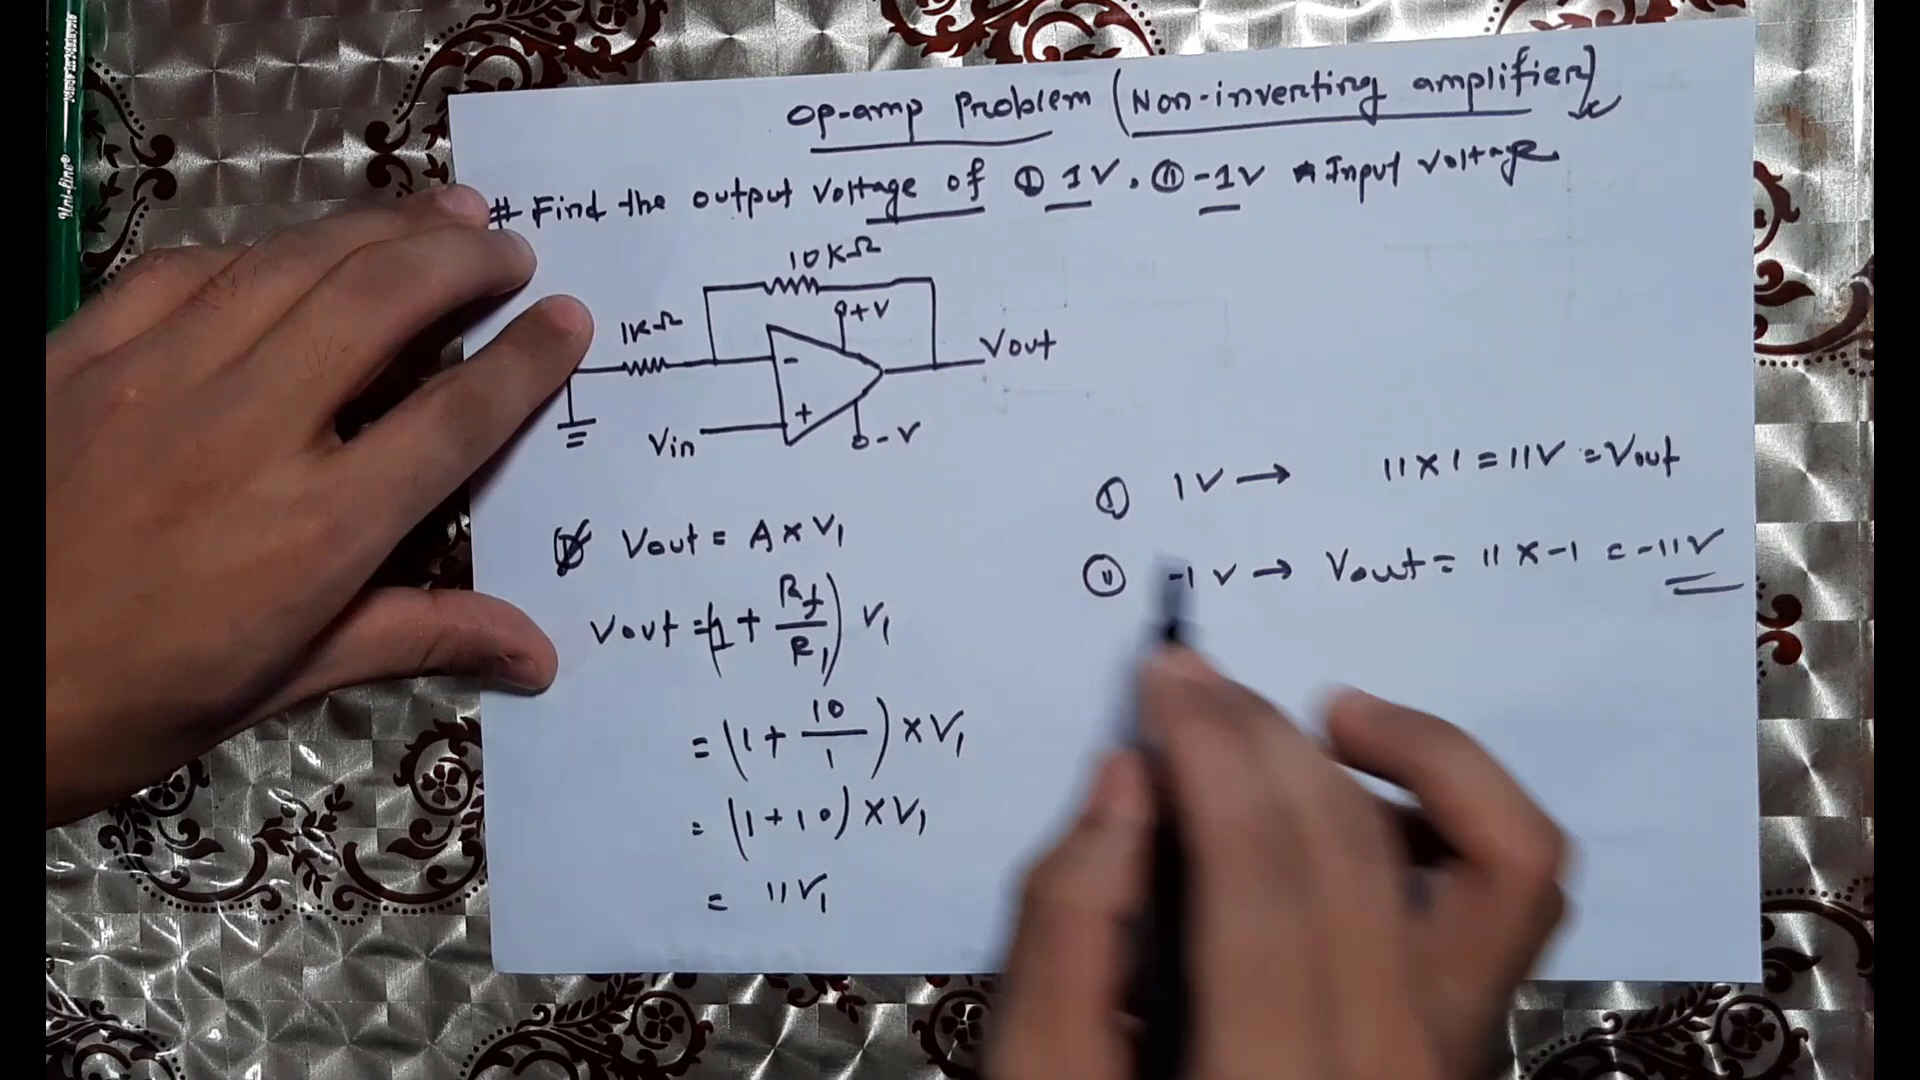 Op-amp Problem (Non-inverting amplifier)
# Find the output voltage of Ⓘ 1V, Ⓘⓘ -1V Input voltage
10KΩ
1KΩ
+V
Vout
-
+
Vin
-V
Vout = A × V₁
Vout = (1 + Rf/R₁) V₁
= (1 + 10/1) × V₁
= (1+10) × V₁
= 11V₁
Ⓘ 1V → 11 × 1 = 11V = Vout
Ⓘⓘ -1V → Vout = 11 × -1 = -11V
uni-line®